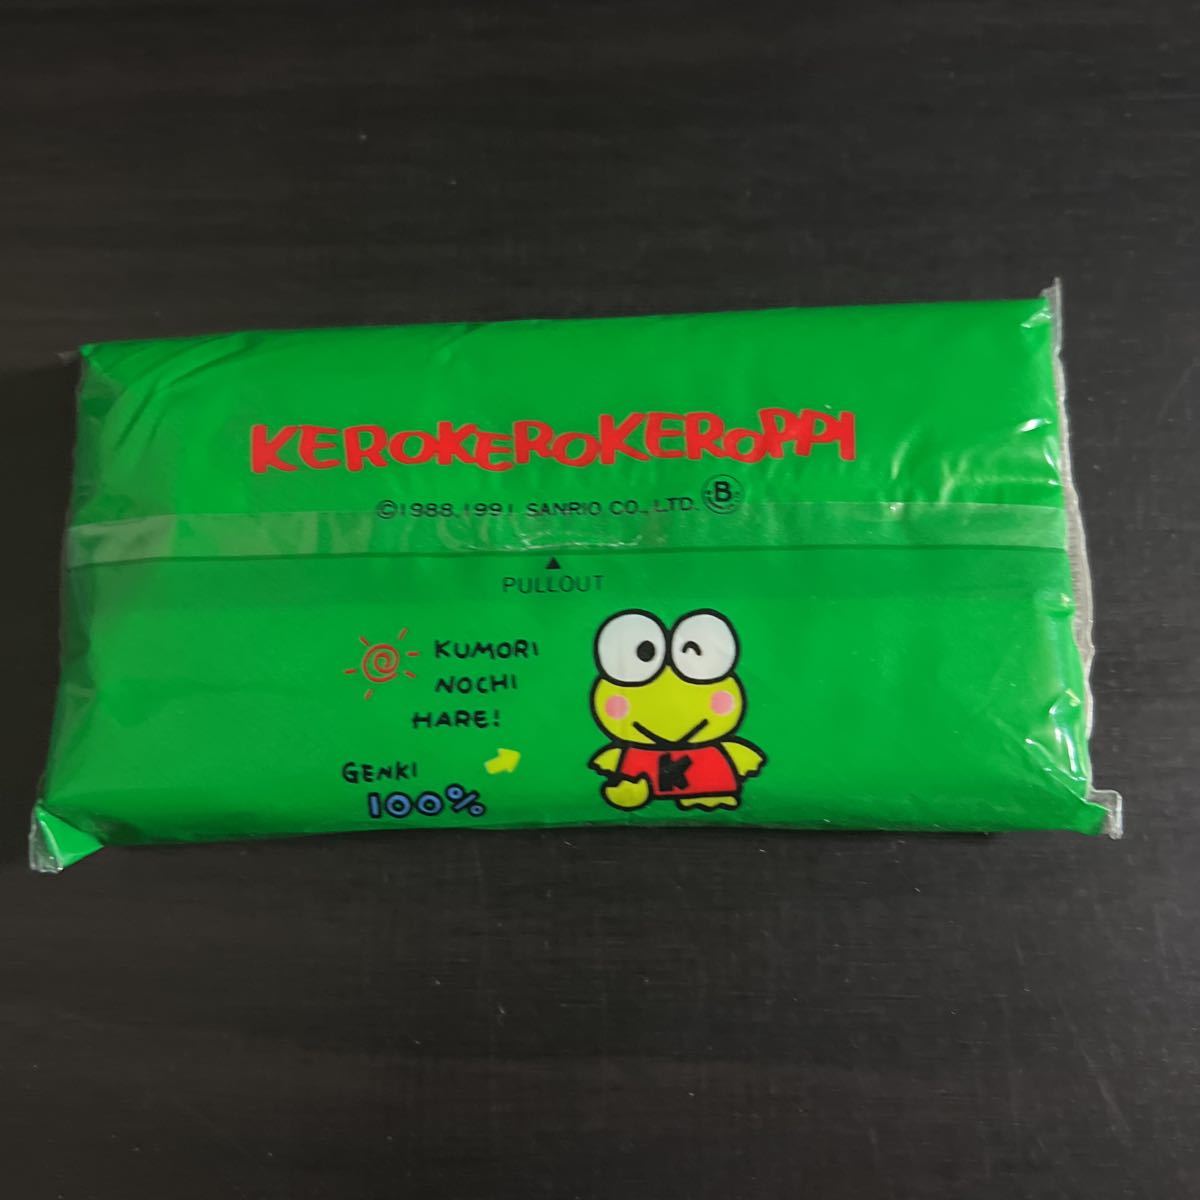 KEROKEROKEROPPI
©1988, 1991 SANRIO CO., LTD. B
PULLOUT
KUMORI
NOCHI
HARE!
GENKI
100%
K